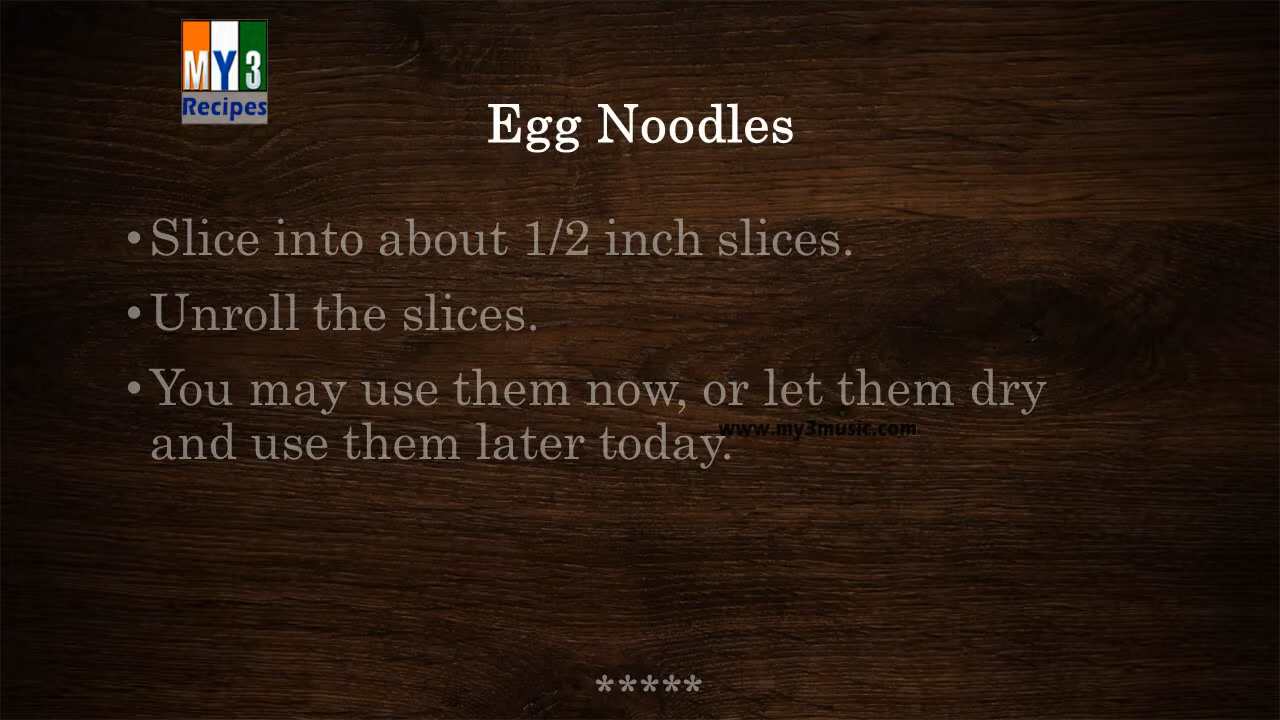 MY3
Recipes
Egg Noodles
• Slice into about 1/2 inch slices.
• Unroll the slices.
• You may use them now, or let them dry
and use them later today.
www.my3music.com
*****